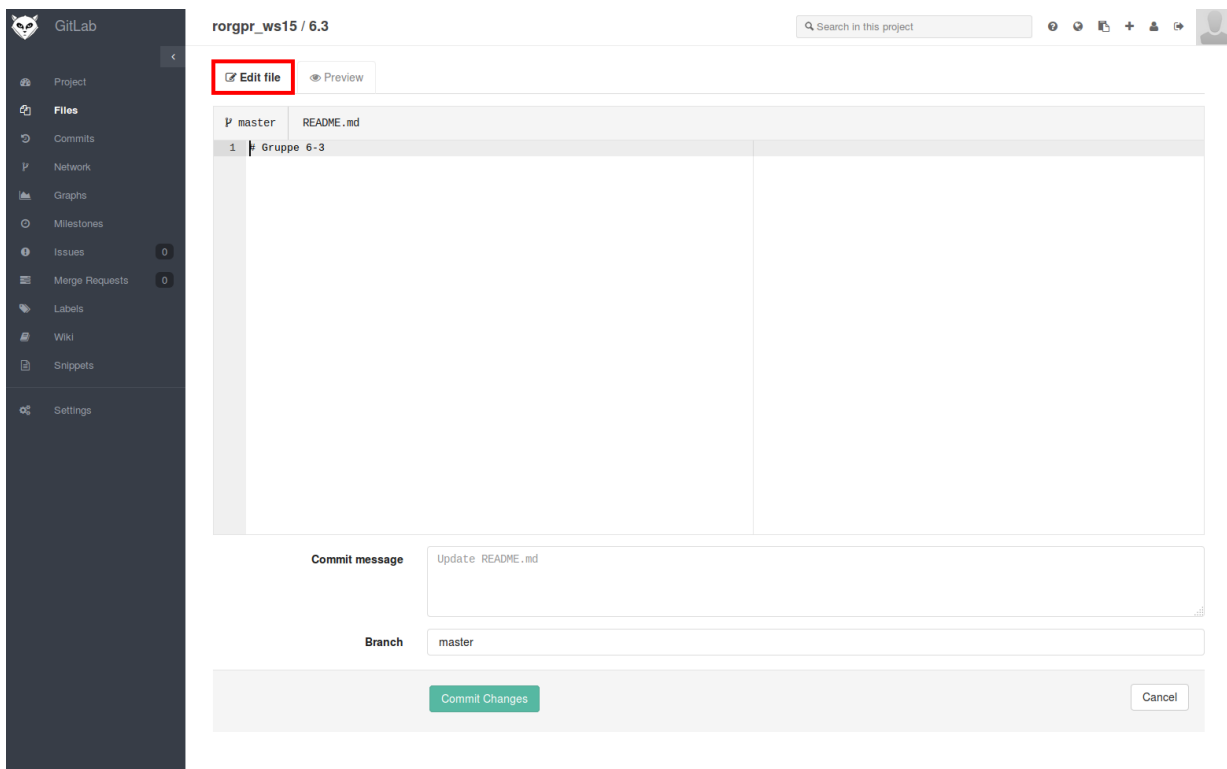 GitLab
rorgpr_ws15 / 6.3
Search in this project
Project
Files
Commits
Network
Graphs
Milestones
Issues 0
Merge Requests 0
Labels
Wiki
Snippets
Settings
Edit file
Preview
master README.md
1 # Gruppe 6-3
Commit message Update README.md
Branch master
Commit Changes Cancel